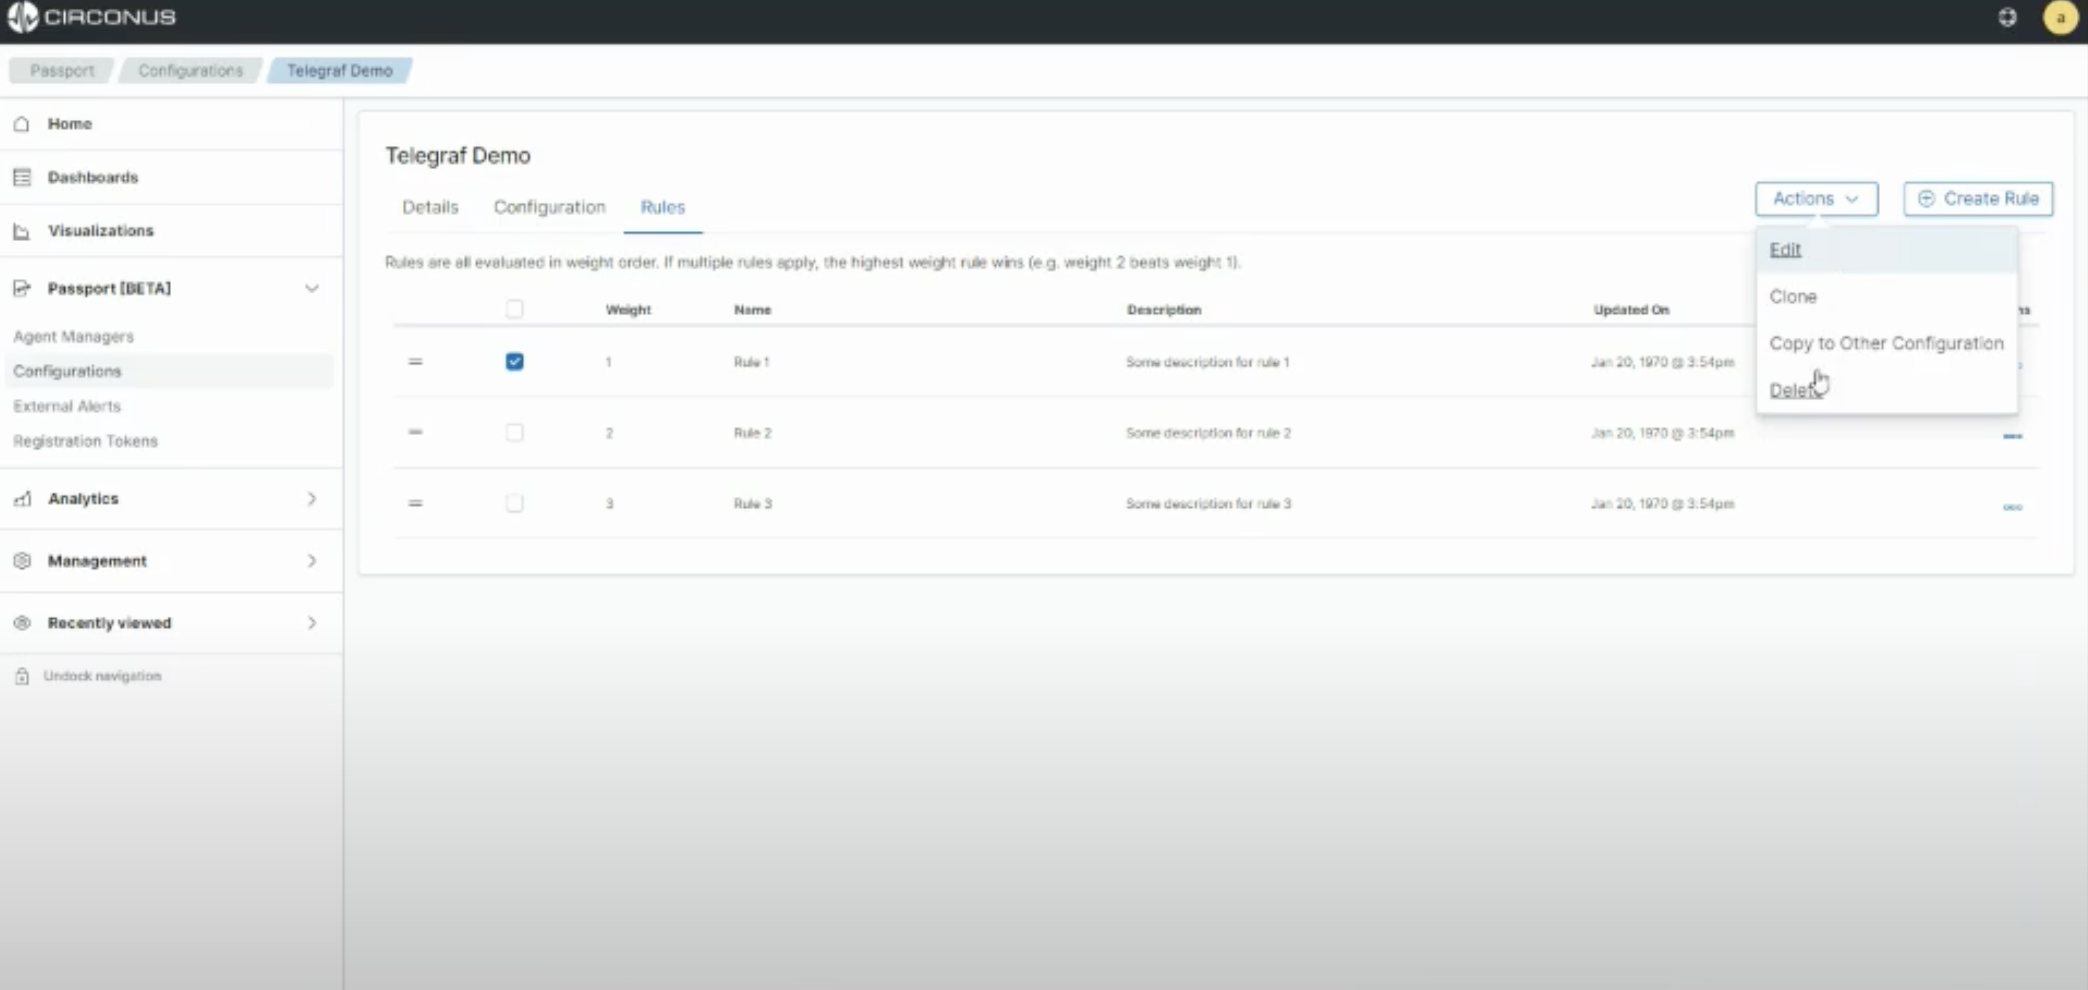 CIRCONUS
a
Passport Configurations Telegraf Demo
Home
Dashboards
Visualizations
Passport [BETA]
Agent Managers
Configurations
External Alerts
Registration Tokens
Analytics
Management
Recently viewed
Undock navigation
Telegraf Demo
Details Configuration Rules
Actions
Create Rule
Edit
Clone
Copy to Other Configuration
Delete
Rules are all evaluated in weight order. If multiple rules apply, the highest weight rule wins (e.g. weight 2 beats weight 1).
Weight Name Description Updated On ns
1 Rule 1 Some description for rule 1 Jan 20, 1970 @ 3:54pm
2 Rule 2 Some description for rule 2 Jan 20, 1970 @ 3:54pm
3 Rule 3 Some description for rule 3 Jan 20, 1970 @ 3:54pm